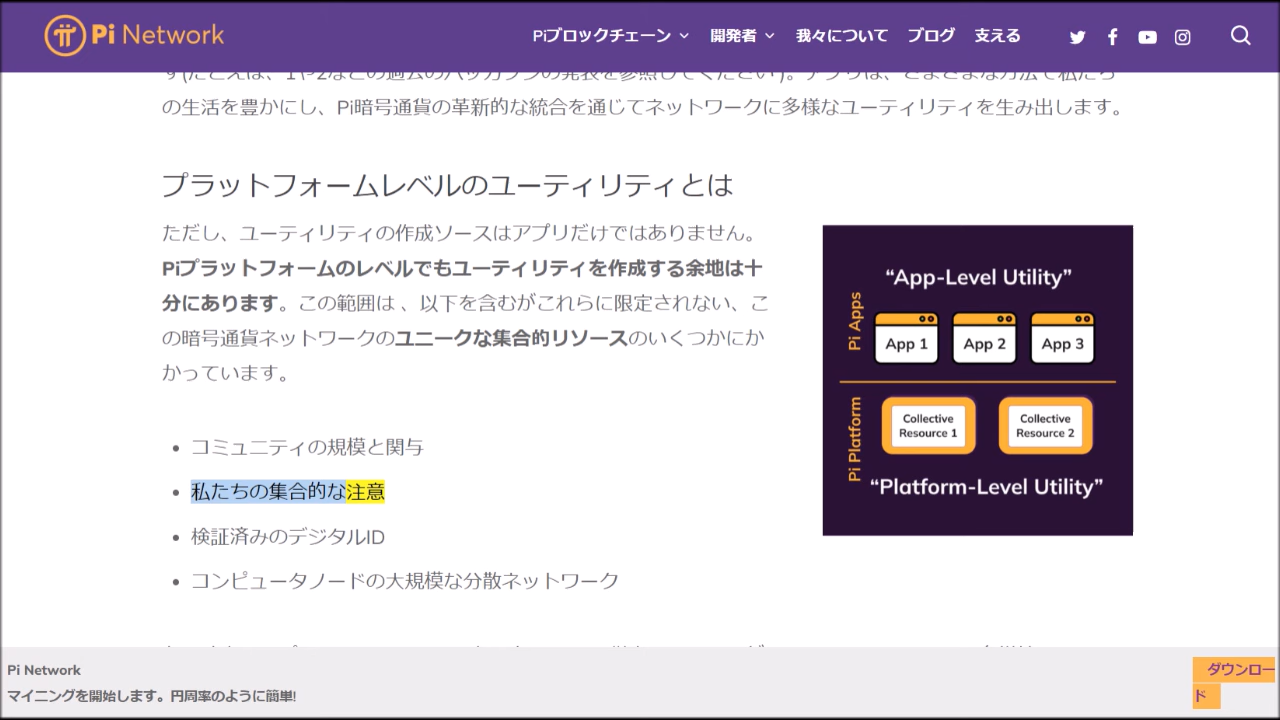 Pi Network
Piブロックチェーン 開発者 我々について ブログ 支える
の生活を豊かにし、Pi暗号通貨の革新的な統合を通じてネットワークに多様なユーティリティを生み出します。
プラットフォームレベルのユーティリティとは
ただし、ユーティリティの作成ソースはアプリだけではありません。
Piプラットフォームのレベルでもユーティリティを作成する余地は十
分にあります。この範囲は 、以下を含むがこれらに限定されない、こ
の暗号通貨ネットワークのユニークな集合的リソースのいくつかにか
かっています。
コミュニティの規模と関与
私たちの集合的な注意
検証済みのデジタルID
コンピュータノードの大規模な分散ネットワーク
“App-Level Utility”
Pi Apps
App 1 App 2 App 3
Pi Platform
Collective Collective
Resource 1 Resource 2
“Platform-Level Utility”
Pi Network
マイニングを開始します。円周率のように簡単!
ダウンロー
ド